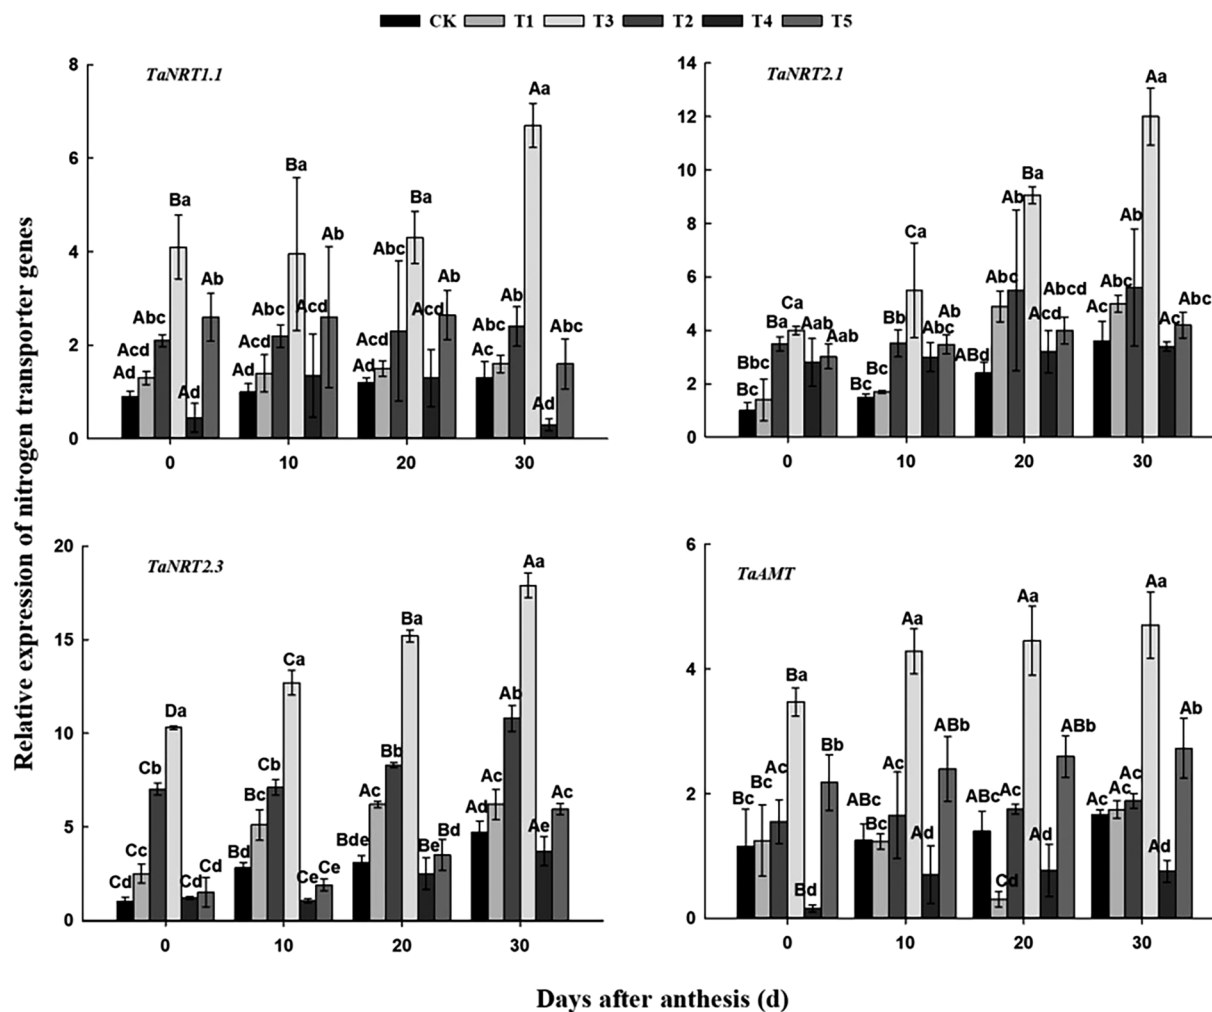 CK T1 T3 T2 T4 T5
Relative expression of nitrogen transporter genes
TaNRT1.1
8
6
4
2
0
Ad Acd Abc Ba Ad Ab
Ad Acd Abc Ba Acd Ab
Ad Acd Abc Ba Acd Ab
Ac Abc Ab Aa Ad Abc
0 10 20 30
TaNRT2.1
14
12
10
8
6
4
2
0
Bc Bbc Ba Ca Aab Aab
Bc Bc Bb Ca Abc Ab
ABd Abc Ab Ba Acd Abcd
Ac Abc Ab Aa Ac Abc
0 10 20 30
TaNRT2.3
20
15
10
5
0
Cd Cc Cb Da Cd Cd
Bd Bc Cb Ca Ce Ce
Bde Ac Bb Ba Be Bd
Ad Ac Ab Aa Ae Ac
0 10 20 30
TaAMT
6
4
2
0
Bc Bc Ac Ba Bd Bb
ABc Bc Ac Aa Ad ABb
ABc Cd Ac Aa Ad ABb
Ac Ac Ac Aa Ad Ab
0 10 20 30
Days after anthesis (d)